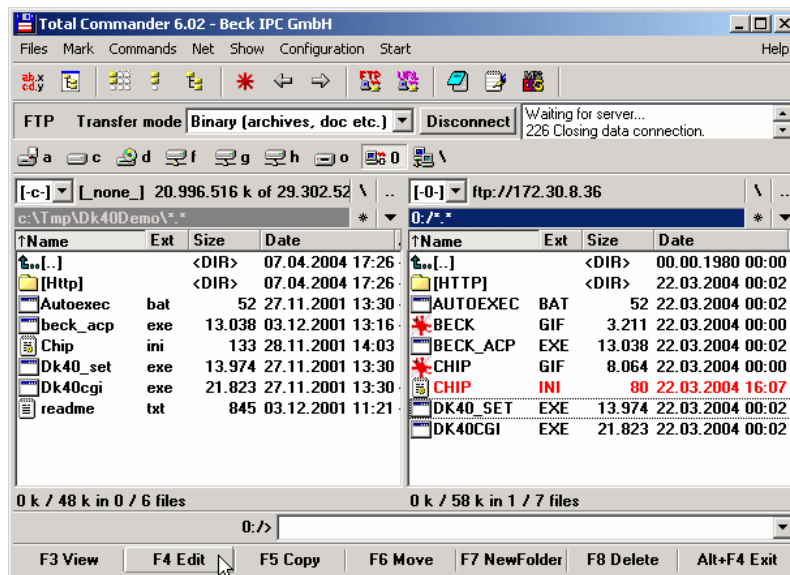 Total Commander 6.02 - Beck IPC GmbH
Files Mark Commands Net Show Configuration Start Help
FTP Transfer mode Binary (archives, doc etc.) Disconnect Waiting for server...
226 Closing data connection.
a c d f g h o 0 \
[-c-] [_none_] 20.996.516 k of 29.302.52 \ .. [-0-] ftp://172.30.8.36 \ ..
c:\Tmp\Dk40Demo\*.* * 0:/*.* *
↑Name Ext Size Date ↑Name Ext Size Date
[..] <DIR> 07.04.2004 17:26 [..] <DIR> 00.00.1980 00:00
[Http] <DIR> 07.04.2004 17:26 [HTTP] <DIR> 22.03.2004 00:02
Autoexec bat 52 27.11.2001 13:30 AUTOEXEC BAT 52 22.03.2004 00:02
beck_acp exe 13.038 03.12.2001 13:16 BECK GIF 3.211 22.03.2004 00:00
Chip ini 133 28.11.2001 14:03 BECK_ACP EXE 13.038 22.03.2004 00:02
Dk40_set exe 13.974 27.11.2001 13:30 CHIP GIF 8.064 22.03.2004 00:00
Dk40cgi exe 21.823 27.11.2001 13:30 CHIP INI 80 22.03.2004 16:07
readme txt 845 03.12.2001 11:21 DK40_SET EXE 13.974 22.03.2004 00:02
DK40CGI EXE 21.823 22.03.2004 00:02
0 k / 48 k in 0 / 6 files 0 k / 58 k in 1 / 7 files
0:/>
F3 View F4 Edit F5 Copy F6 Move F7 NewFolder F8 Delete Alt+F4 Exit